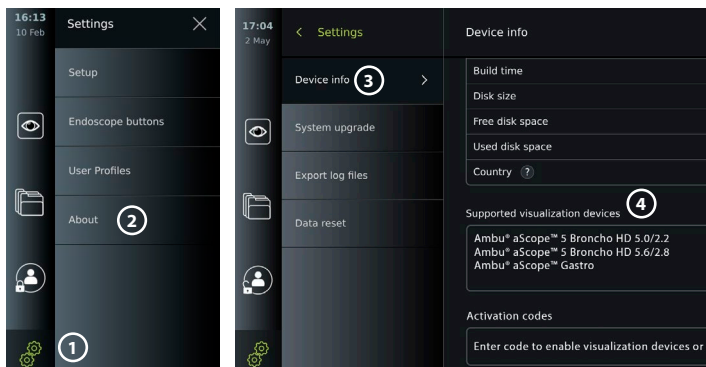 16:13
10 Feb
Settings
Setup
Endoscope buttons
User Profiles
About
2
1
17:04
2 May
Settings
Device info
3
System upgrade
Export log files
Data reset
Device info
Build time
Disk size
Free disk space
Used disk space
Country ?
Supported visualization devices
4
Ambu® aScope™ 5 Broncho HD 5.0/2.2
Ambu® aScope™ 5 Broncho HD 5.6/2.8
Ambu® aScope™ Gastro
Activation codes
Enter code to enable visualization devices or